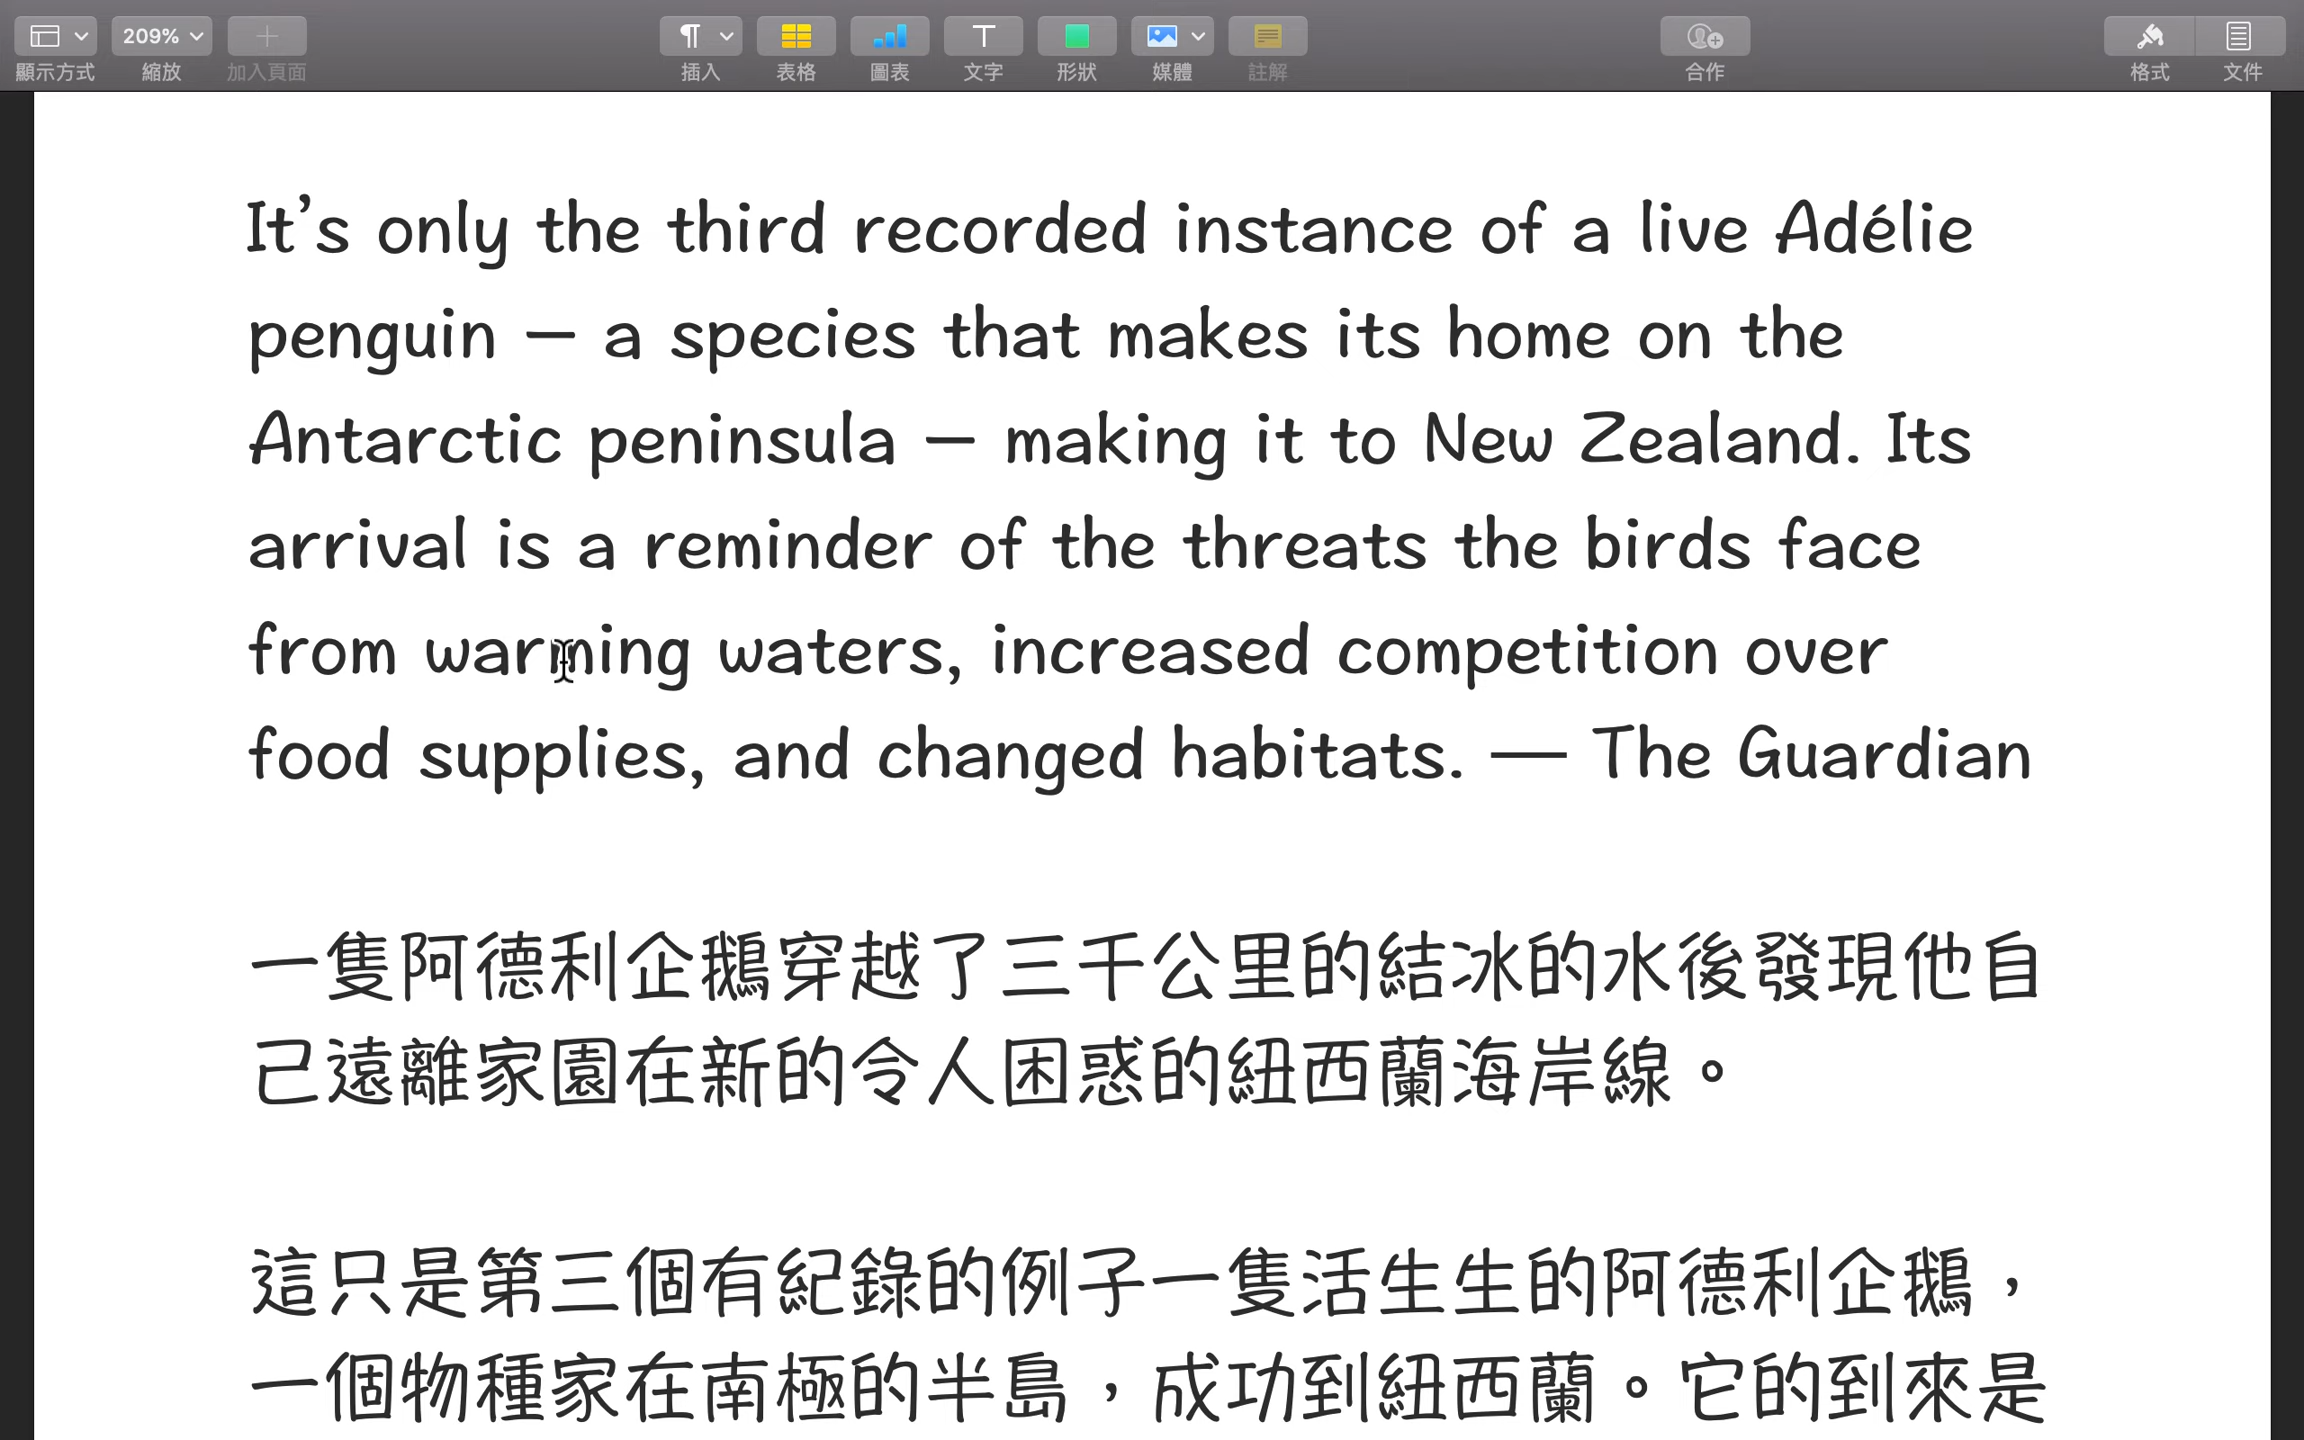 209%
顯示方式 縮放 加入頁面 插入 表格 圖表 文字 形狀 媒體 註解 合作 格式 文件
It’s only the third recorded instance of a live Adélie
penguin – a species that makes its home on the
Antarctic peninsula – making it to New Zealand. Its
arrival is a reminder of the threats the birds face
from warming waters, increased competition over
food supplies, and changed habitats. — The Guardian
一隻阿德利企鵝穿越了三千公里的結冰的水後發現他自
己遠離家園在新的令人困惑的紐西蘭海岸線。
這只是第三個有紀錄的例子一隻活生生的阿德利企鵝，
一個物種家在南極的半島，成功到紐西蘭。它的到來是